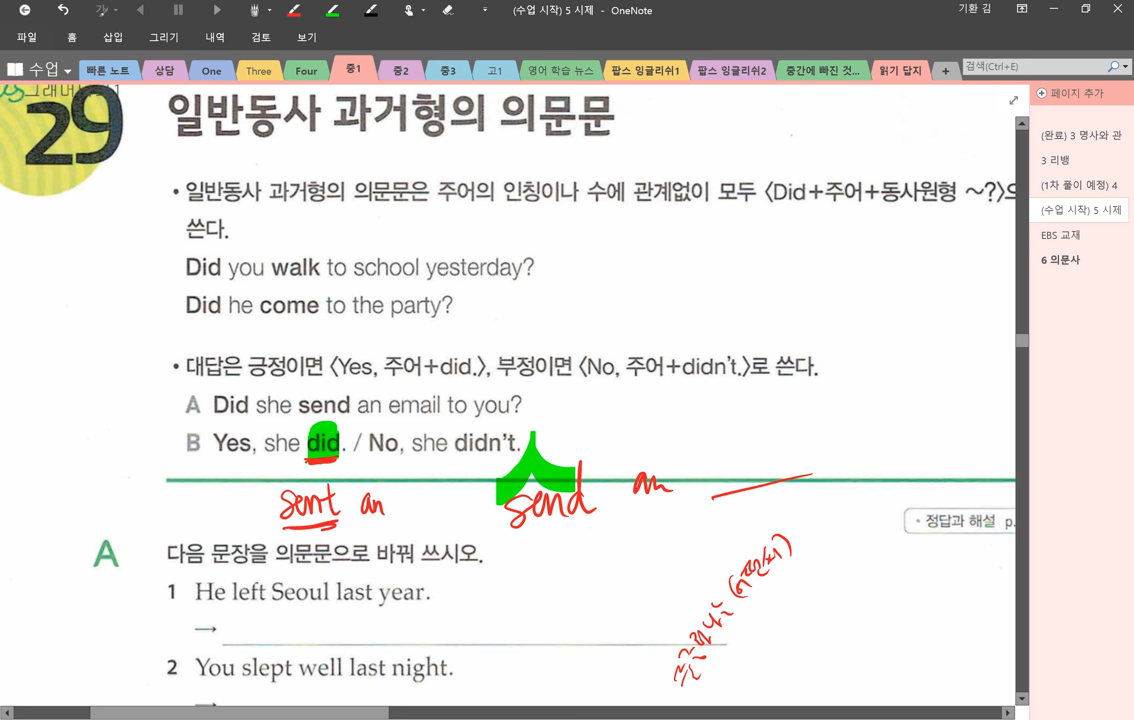 (수업 시작) 5 시제 - OneNote
기환 김
파일 홈 삽입 그리기 내역 검토 보기
수업 빠른 노트 상담 One Three Four 중1 중2 중3 고1 영어 학습 뉴스 팝스 잉글리쉬1 팝스 잉글리쉬2 중간에 빠진 것... 읽기 답지 +
검색(Ctrl+E)
페이지 추가
(완료) 3 명사와 관
3 리뱅
(1차 풀이 예정) 4
(수업 시작) 5 시제
EBS 교재
6 의문사
29 일반동사 과거형의 의문문
• 일반동사 과거형의 의문문은 주어의 인칭이나 수에 관계없이 모두 〈Did+주어+동사원형 ~?〉으
쓴다.
Did you walk to school yesterday?
Did he come to the party?
• 대답은 긍정이면 〈Yes, 주어+did.〉, 부정이면 〈No, 주어+didn't.〉로 쓴다.
A Did she send an email to you?
B Yes, she did. / No, she didn't.
sent an send an
• 정답과 해설 p.
A 다음 문장을 의문문으로 바꿔 쓰시오.
1 He left Seoul last year.
→
2 You slept well last night.
→